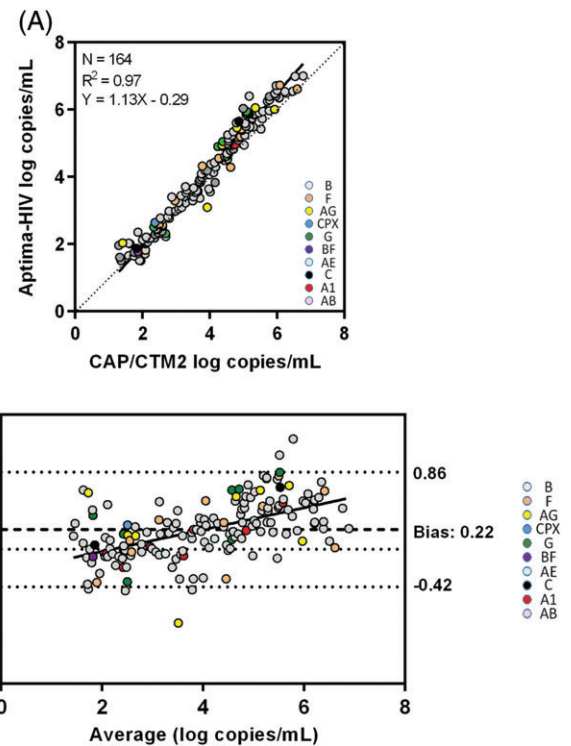 (A)
8
N = 164
R² = 0.97
Y = 1.13X - 0.29
6
4
2
0
Aptima-HIV log copies/mL
B
F
AG
CPX
G
BF
AE
C
A1
AB
0 2 4 6 8
CAP/CTM2 log copies/mL
0.86
Bias: 0.22
-0.42
B
F
AG
CPX
G
BF
AE
C
A1
AB
0 2 4 6 8
Average (log copies/mL)